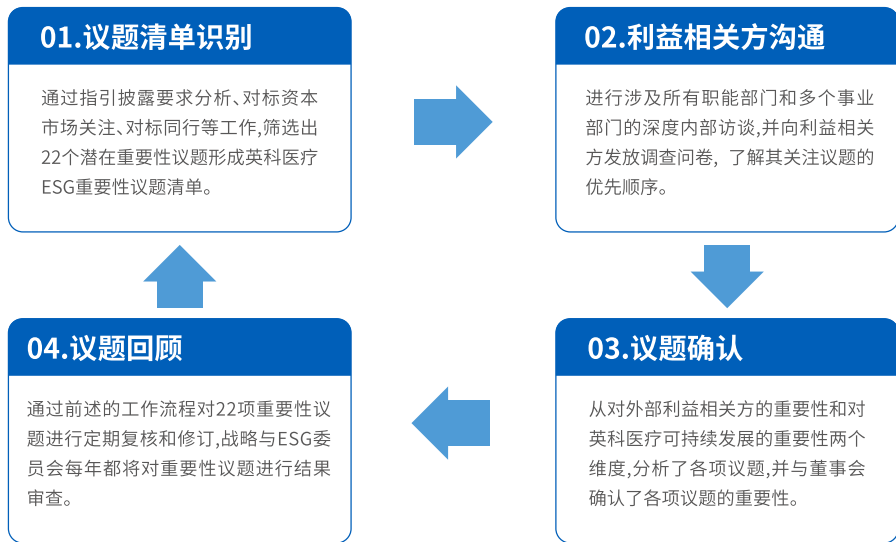 01.议题清单识别
通过指引披露要求分析、对标资本
市场关注、对标同行等工作,筛选出
22个潜在重要性议题形成英科医疗
ESG重要性议题清单。
02.利益相关方沟通
进行涉及所有职能部门和多个事业
部门的深度内部访谈,并向利益相关
方发放调查问卷, 了解其关注议题的
优先顺序。
03.议题确认
从对外部利益相关方的重要性和对
英科医疗可持续发展的重要性两个
维度,分析了各项议题,并与董事会
确认了各项议题的重要性。
04.议题回顾
通过前述的工作流程对22项重要性议
题进行定期复核和修订,战略与ESG委
员会每年都将对重要性议题进行结果
审查。